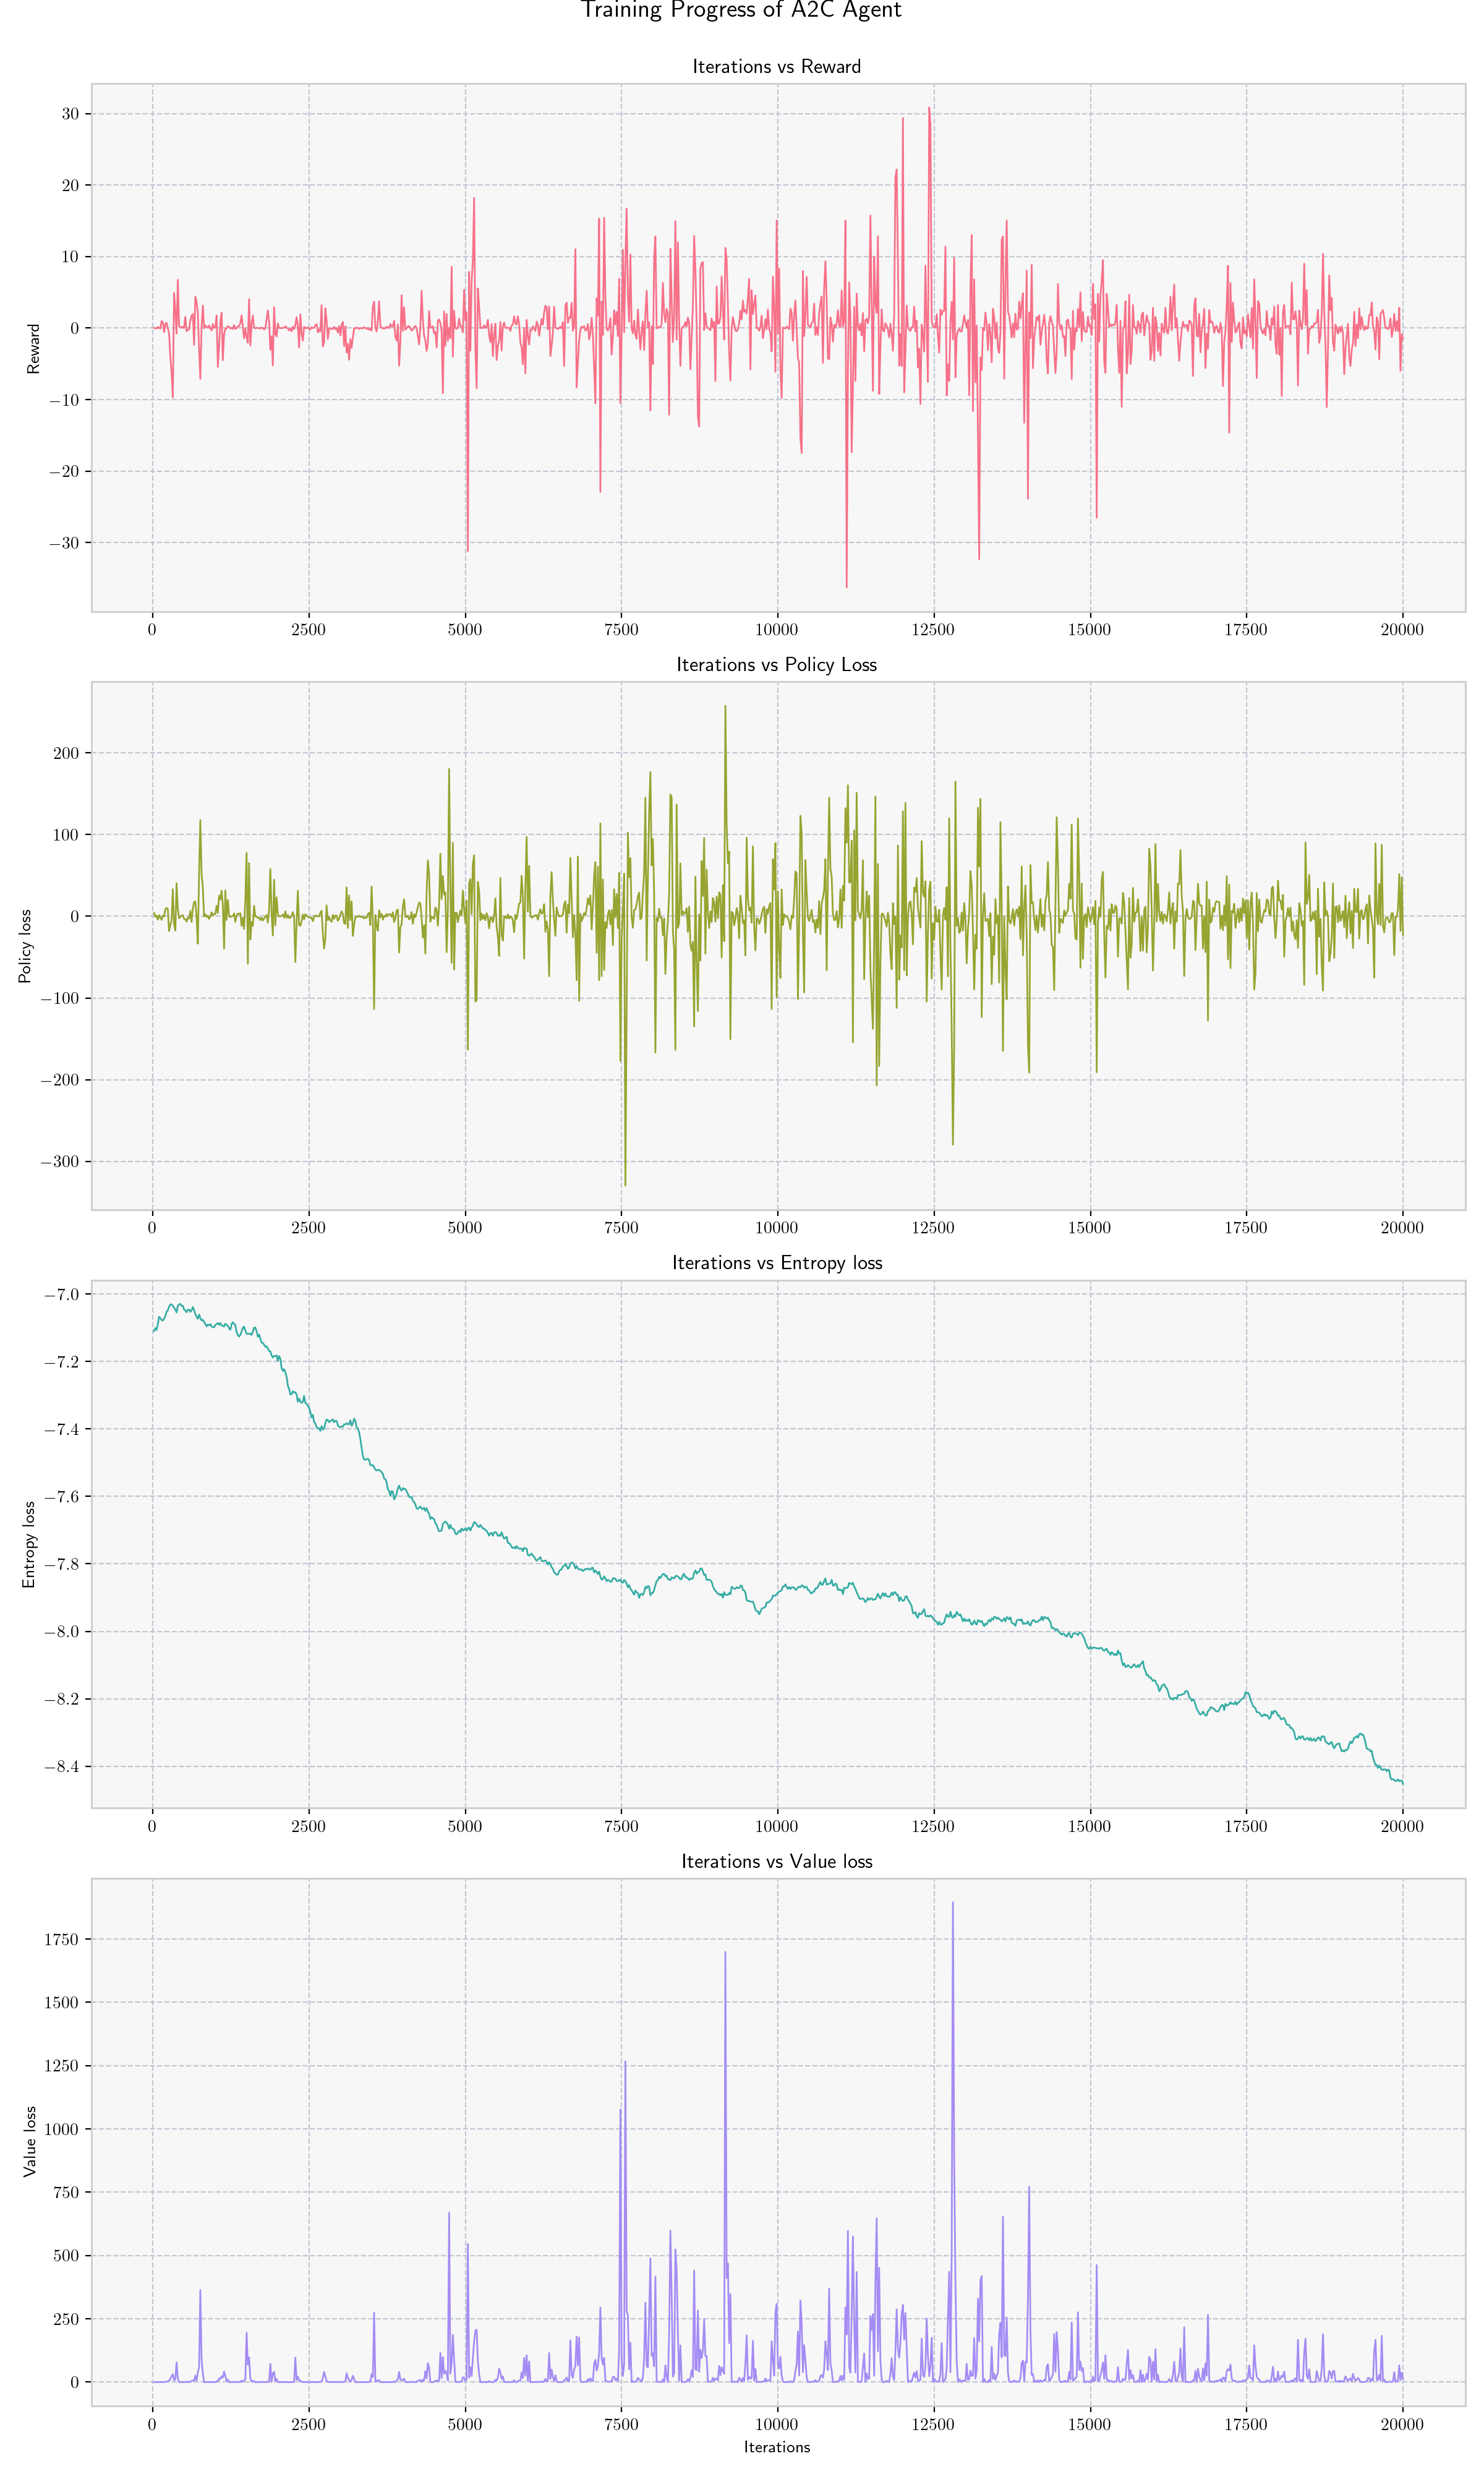 Training Progress of A2C Agent
Iterations vs Reward
Reward
30
20
10
0
−10
−20
−30
0 2500 5000 7500 10000 12500 15000 17500 20000
Iterations vs Policy Loss
Policy loss
200
100
0
−100
−200
−300
0 2500 5000 7500 10000 12500 15000 17500 20000
Iterations vs Entropy loss
Entropy loss
−7.0
−7.2
−7.4
−7.6
−7.8
−8.0
−8.2
−8.4
0 2500 5000 7500 10000 12500 15000 17500 20000
Iterations vs Value loss
Value loss
1750
1500
1250
1000
750
500
250
0
0 2500 5000 7500 10000 12500 15000 17500 20000
Iterations